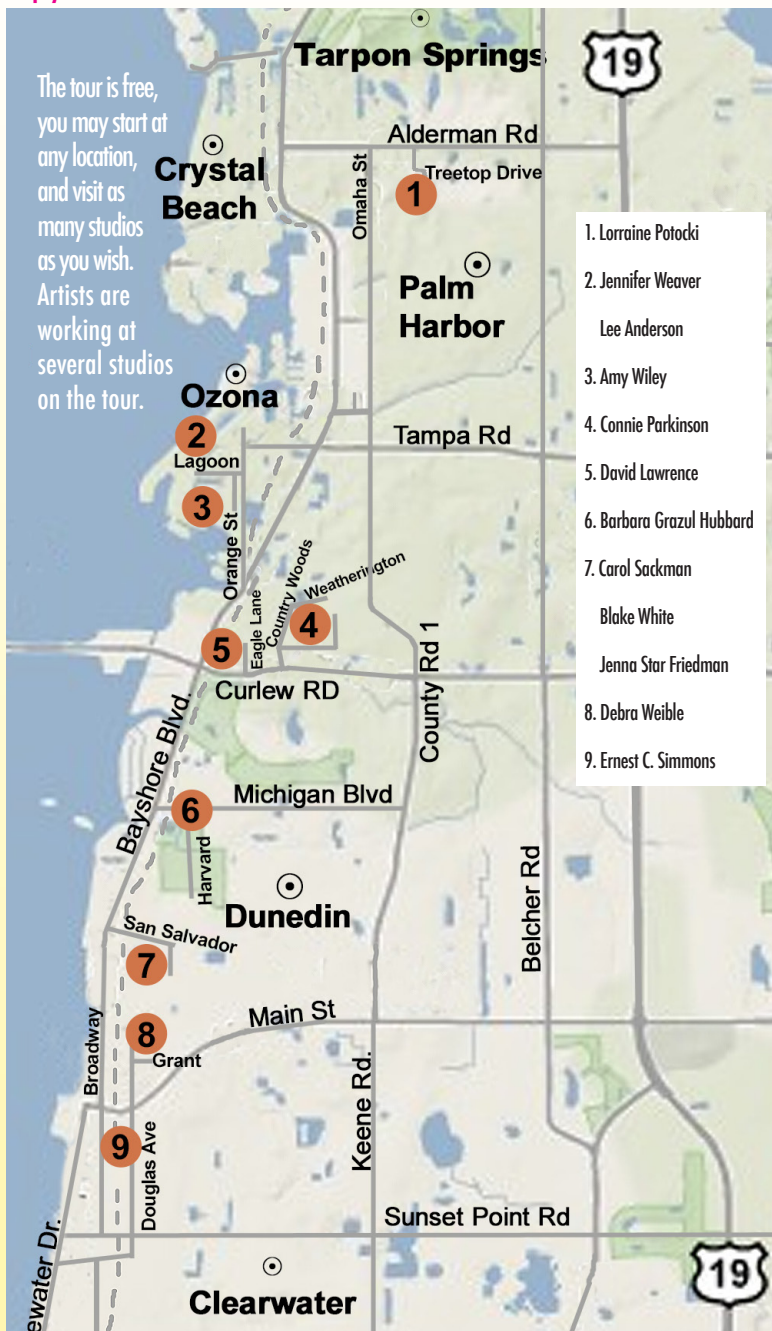 Tarpon Springs
19
The tour is free,
you may start at
any location,
and visit as
many studios
as you wish.
Artists are
working at
several studios
on the tour.
Alderman Rd
Crystal
Beach
Omaha St
Treetop Drive
1
Palm
Harbor
1. Lorraine Potocki
2. Jennifer Weaver
Lee Anderson
3. Amy Wiley
4. Connie Parkinson
5. David Lawrence
6. Barbara Grazul Hubbard
7. Carol Sackman
Blake White
Jenna Star Friedman
8. Debra Weible
9. Ernest C. Simmons
Ozona
2
Tampa Rd
Lagoon
3
Orange St
Country Woods
Weatherington
4
5
Eagle Lane
Curlew RD
County Rd 1
Bayshore Blvd.
Michigan Blvd
6
Harvard
Dunedin
Belcher Rd
San Salvador
7
Main St
8
Grant
Broadway
Keene Rd.
9
Douglas Ave
Sunset Point Rd
ewater Dr.
Clearwater
19